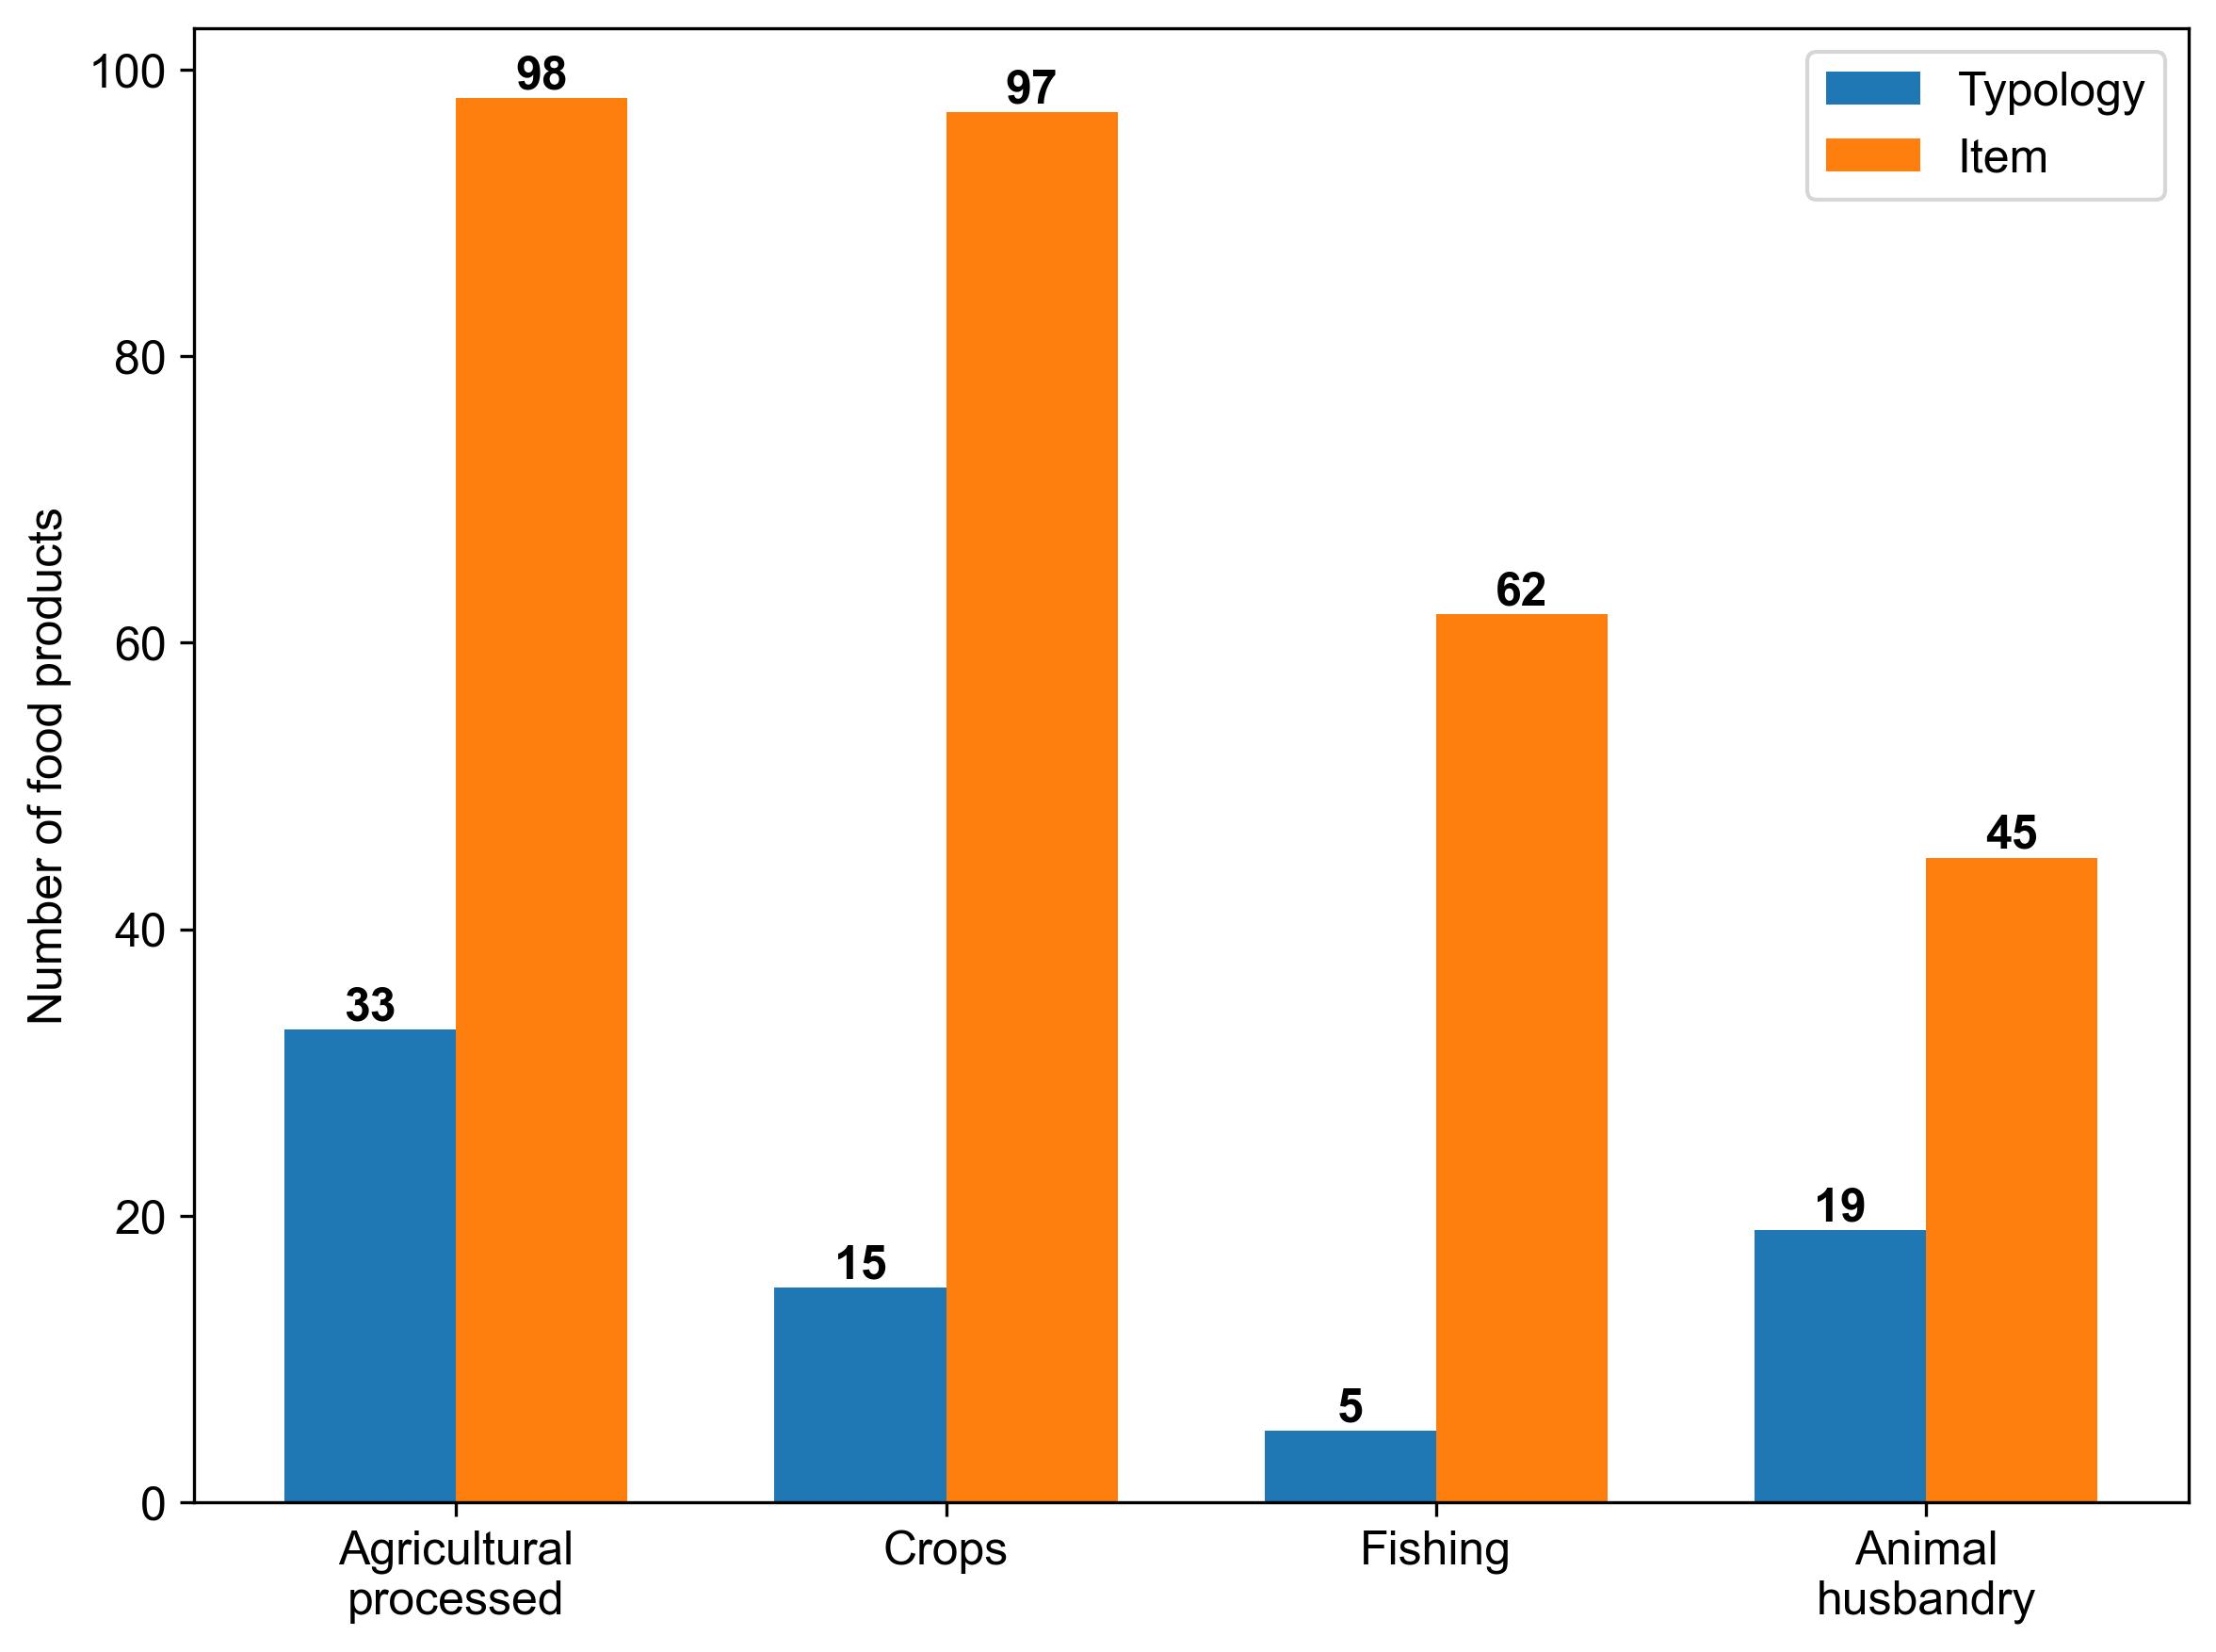 Typology
Item
Number of food products
100
80
60
40
20
0
33
98
15
97
5
62
19
45
Agricultural
processed
Crops
Fishing
Animal
husbandry